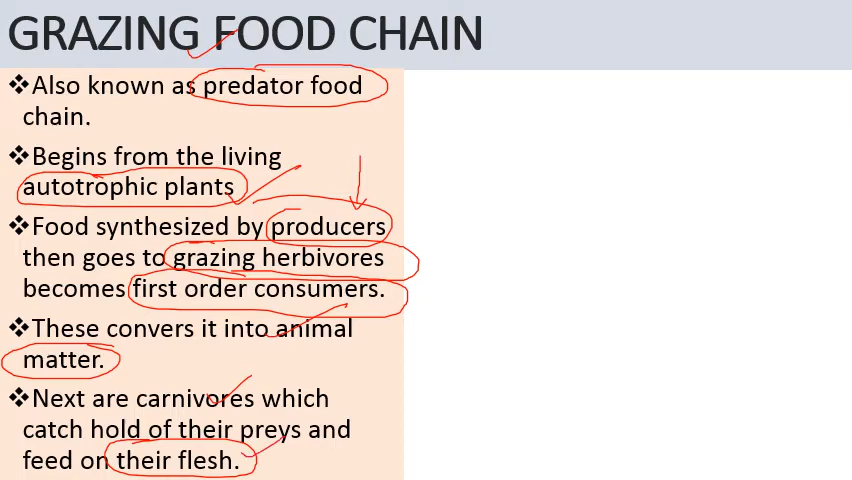 GRAZING FOOD CHAIN
❖Also known as predator food
chain.
❖Begins from the living
autotrophic plants
❖Food synthesized by producers
then goes to grazing herbivores
becomes first order consumers.
❖These convers it into animal
matter.
❖Next are carnivores which
catch hold of their preys and
feed on their flesh.